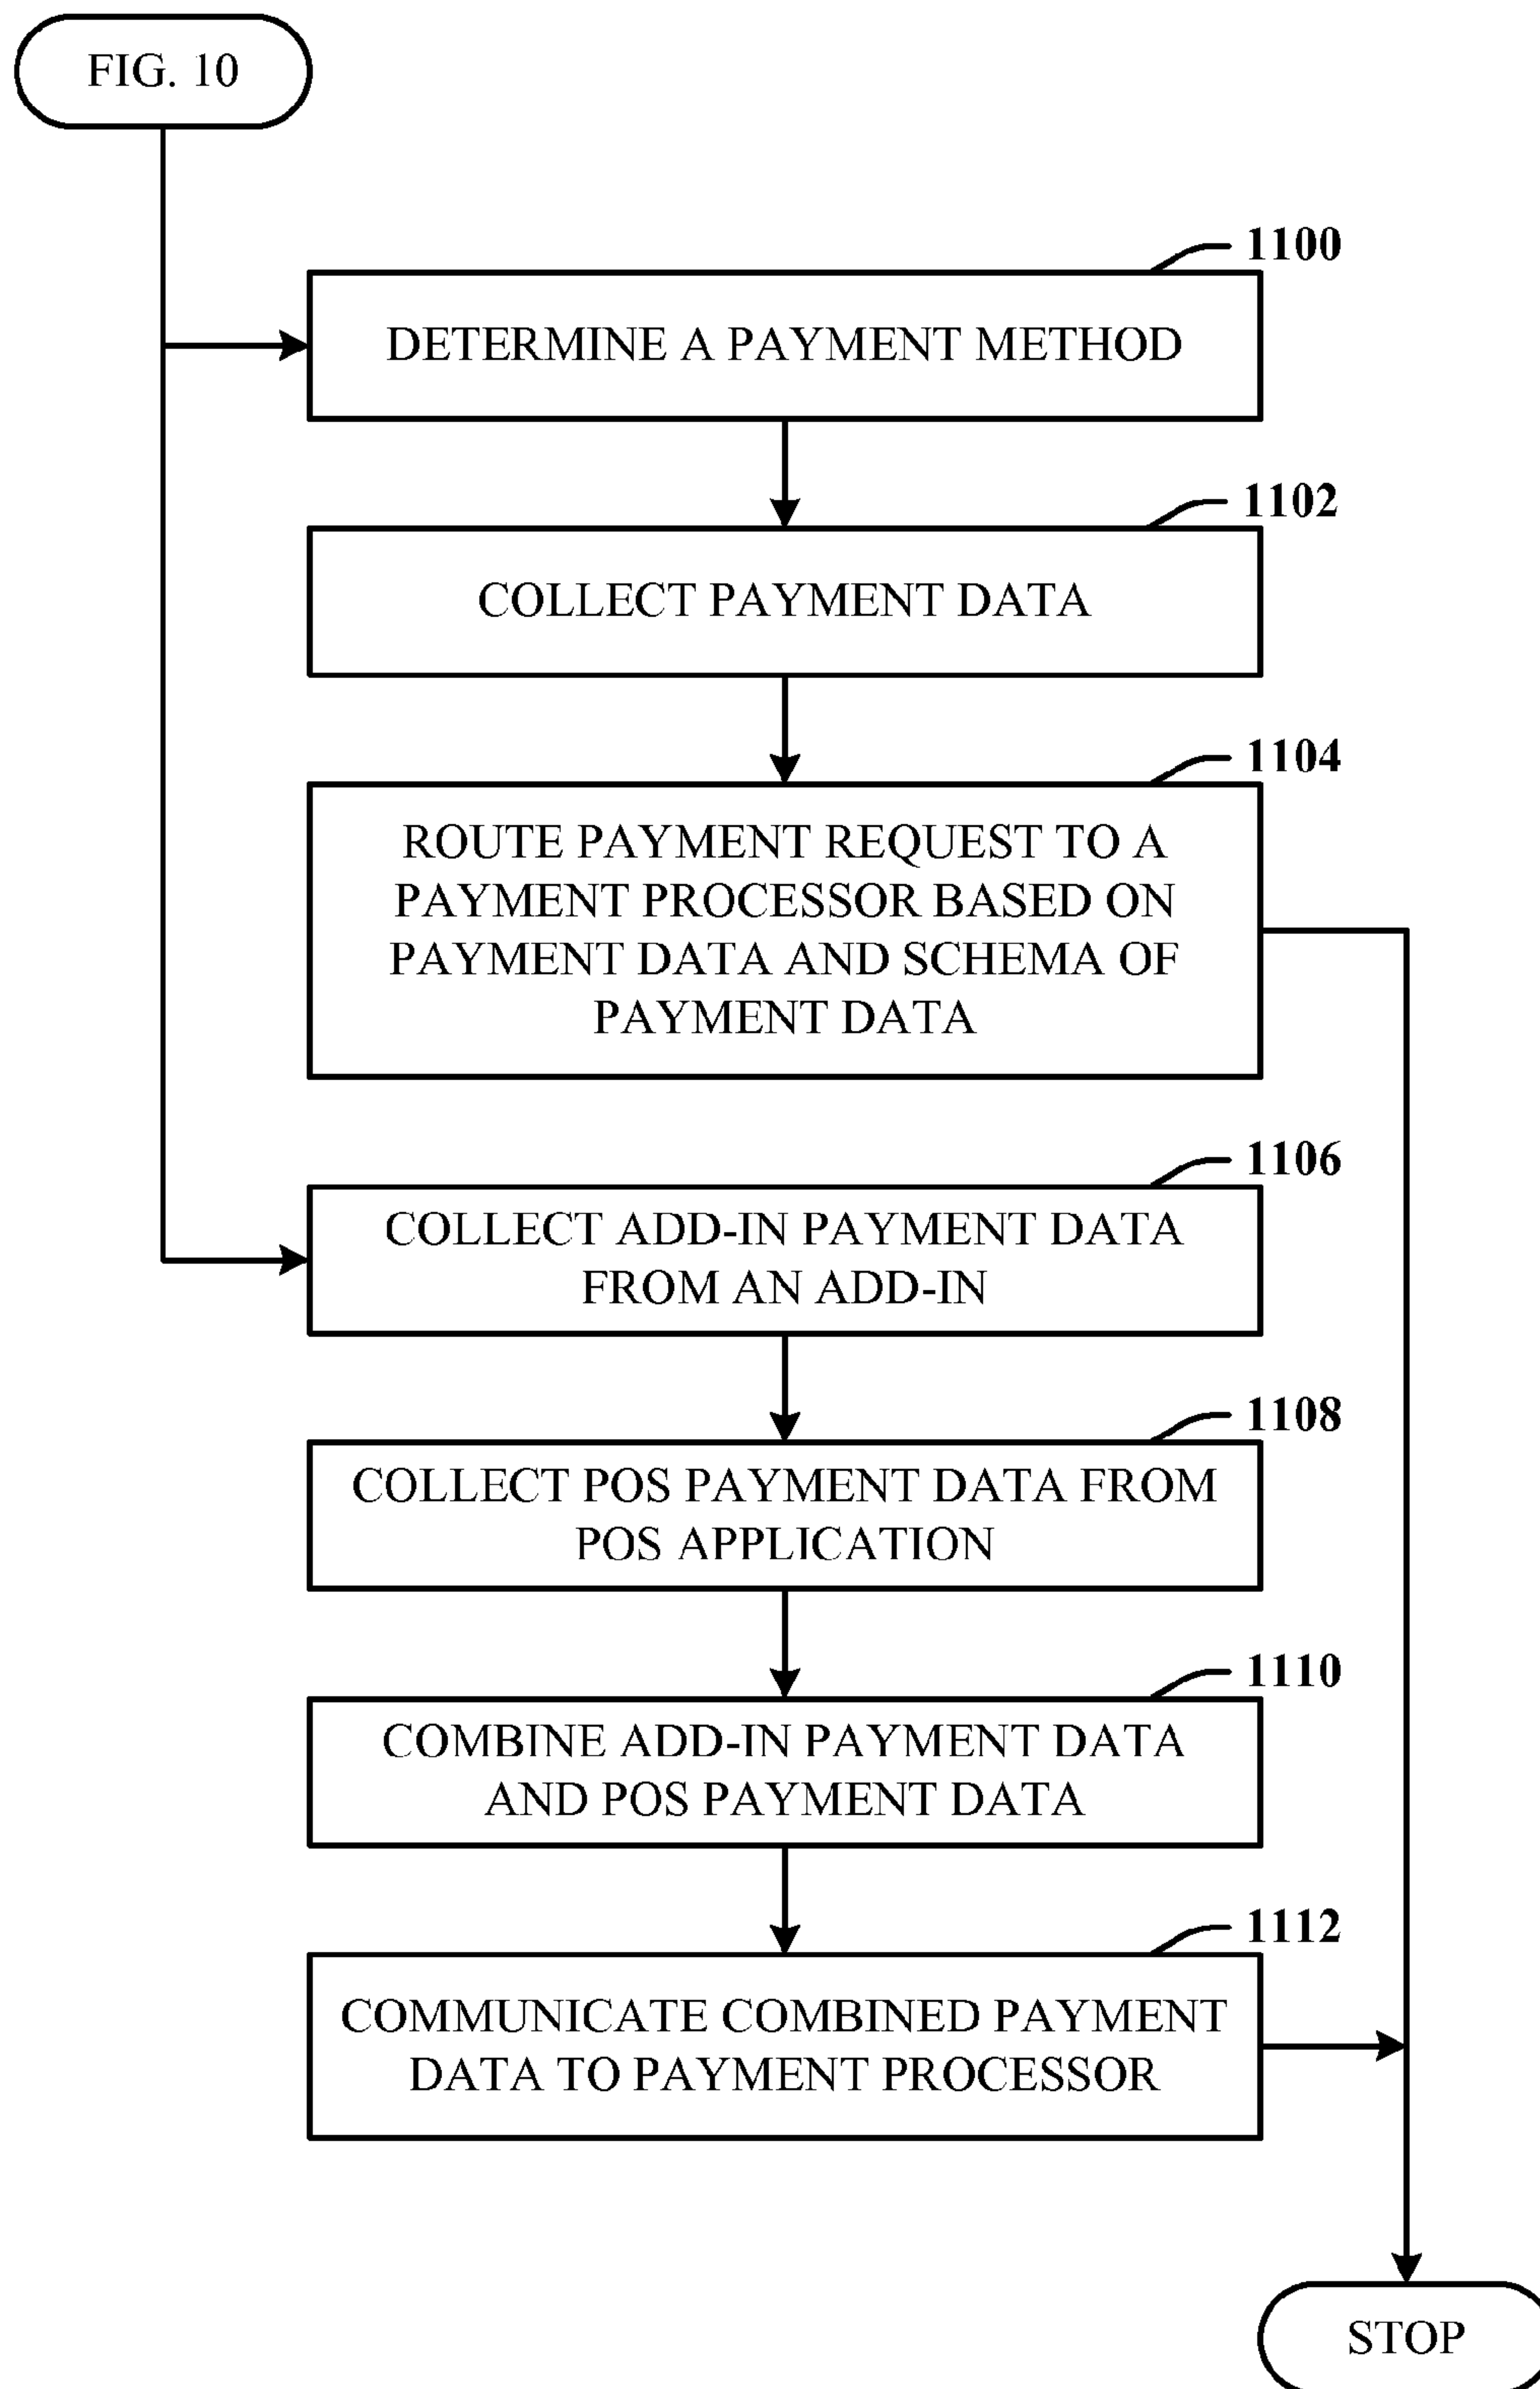 FIG. 10
1100
DETERMINE A PAYMENT METHOD
1102
COLLECT PAYMENT DATA
1104
ROUTE PAYMENT REQUEST TO A
PAYMENT PROCESSOR BASED ON
PAYMENT DATA AND SCHEMA OF
PAYMENT DATA
1106
COLLECT ADD-IN PAYMENT DATA
FROM AN ADD-IN
1108
COLLECT POS PAYMENT DATA FROM
POS APPLICATION
1110
COMBINE ADD-IN PAYMENT DATA
AND POS PAYMENT DATA
1112
COMMUNICATE COMBINED PAYMENT
DATA TO PAYMENT PROCESSOR
STOP